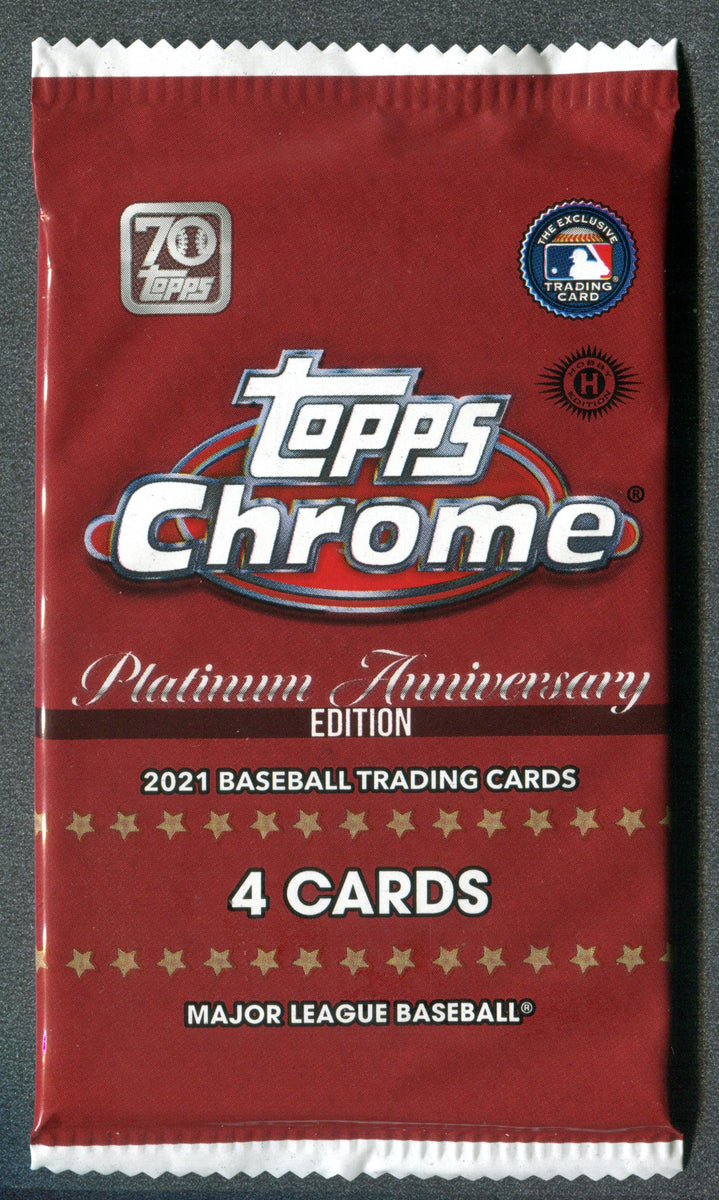 70
topps
THE EXCLUSIVE
TRADING
CARD
®
HOBBY
H
EDITION
topps
Chrome®
Platinum Anniversary
EDITION
2021 BASEBALL TRADING CARDS
4 CARDS
MAJOR LEAGUE BASEBALL®